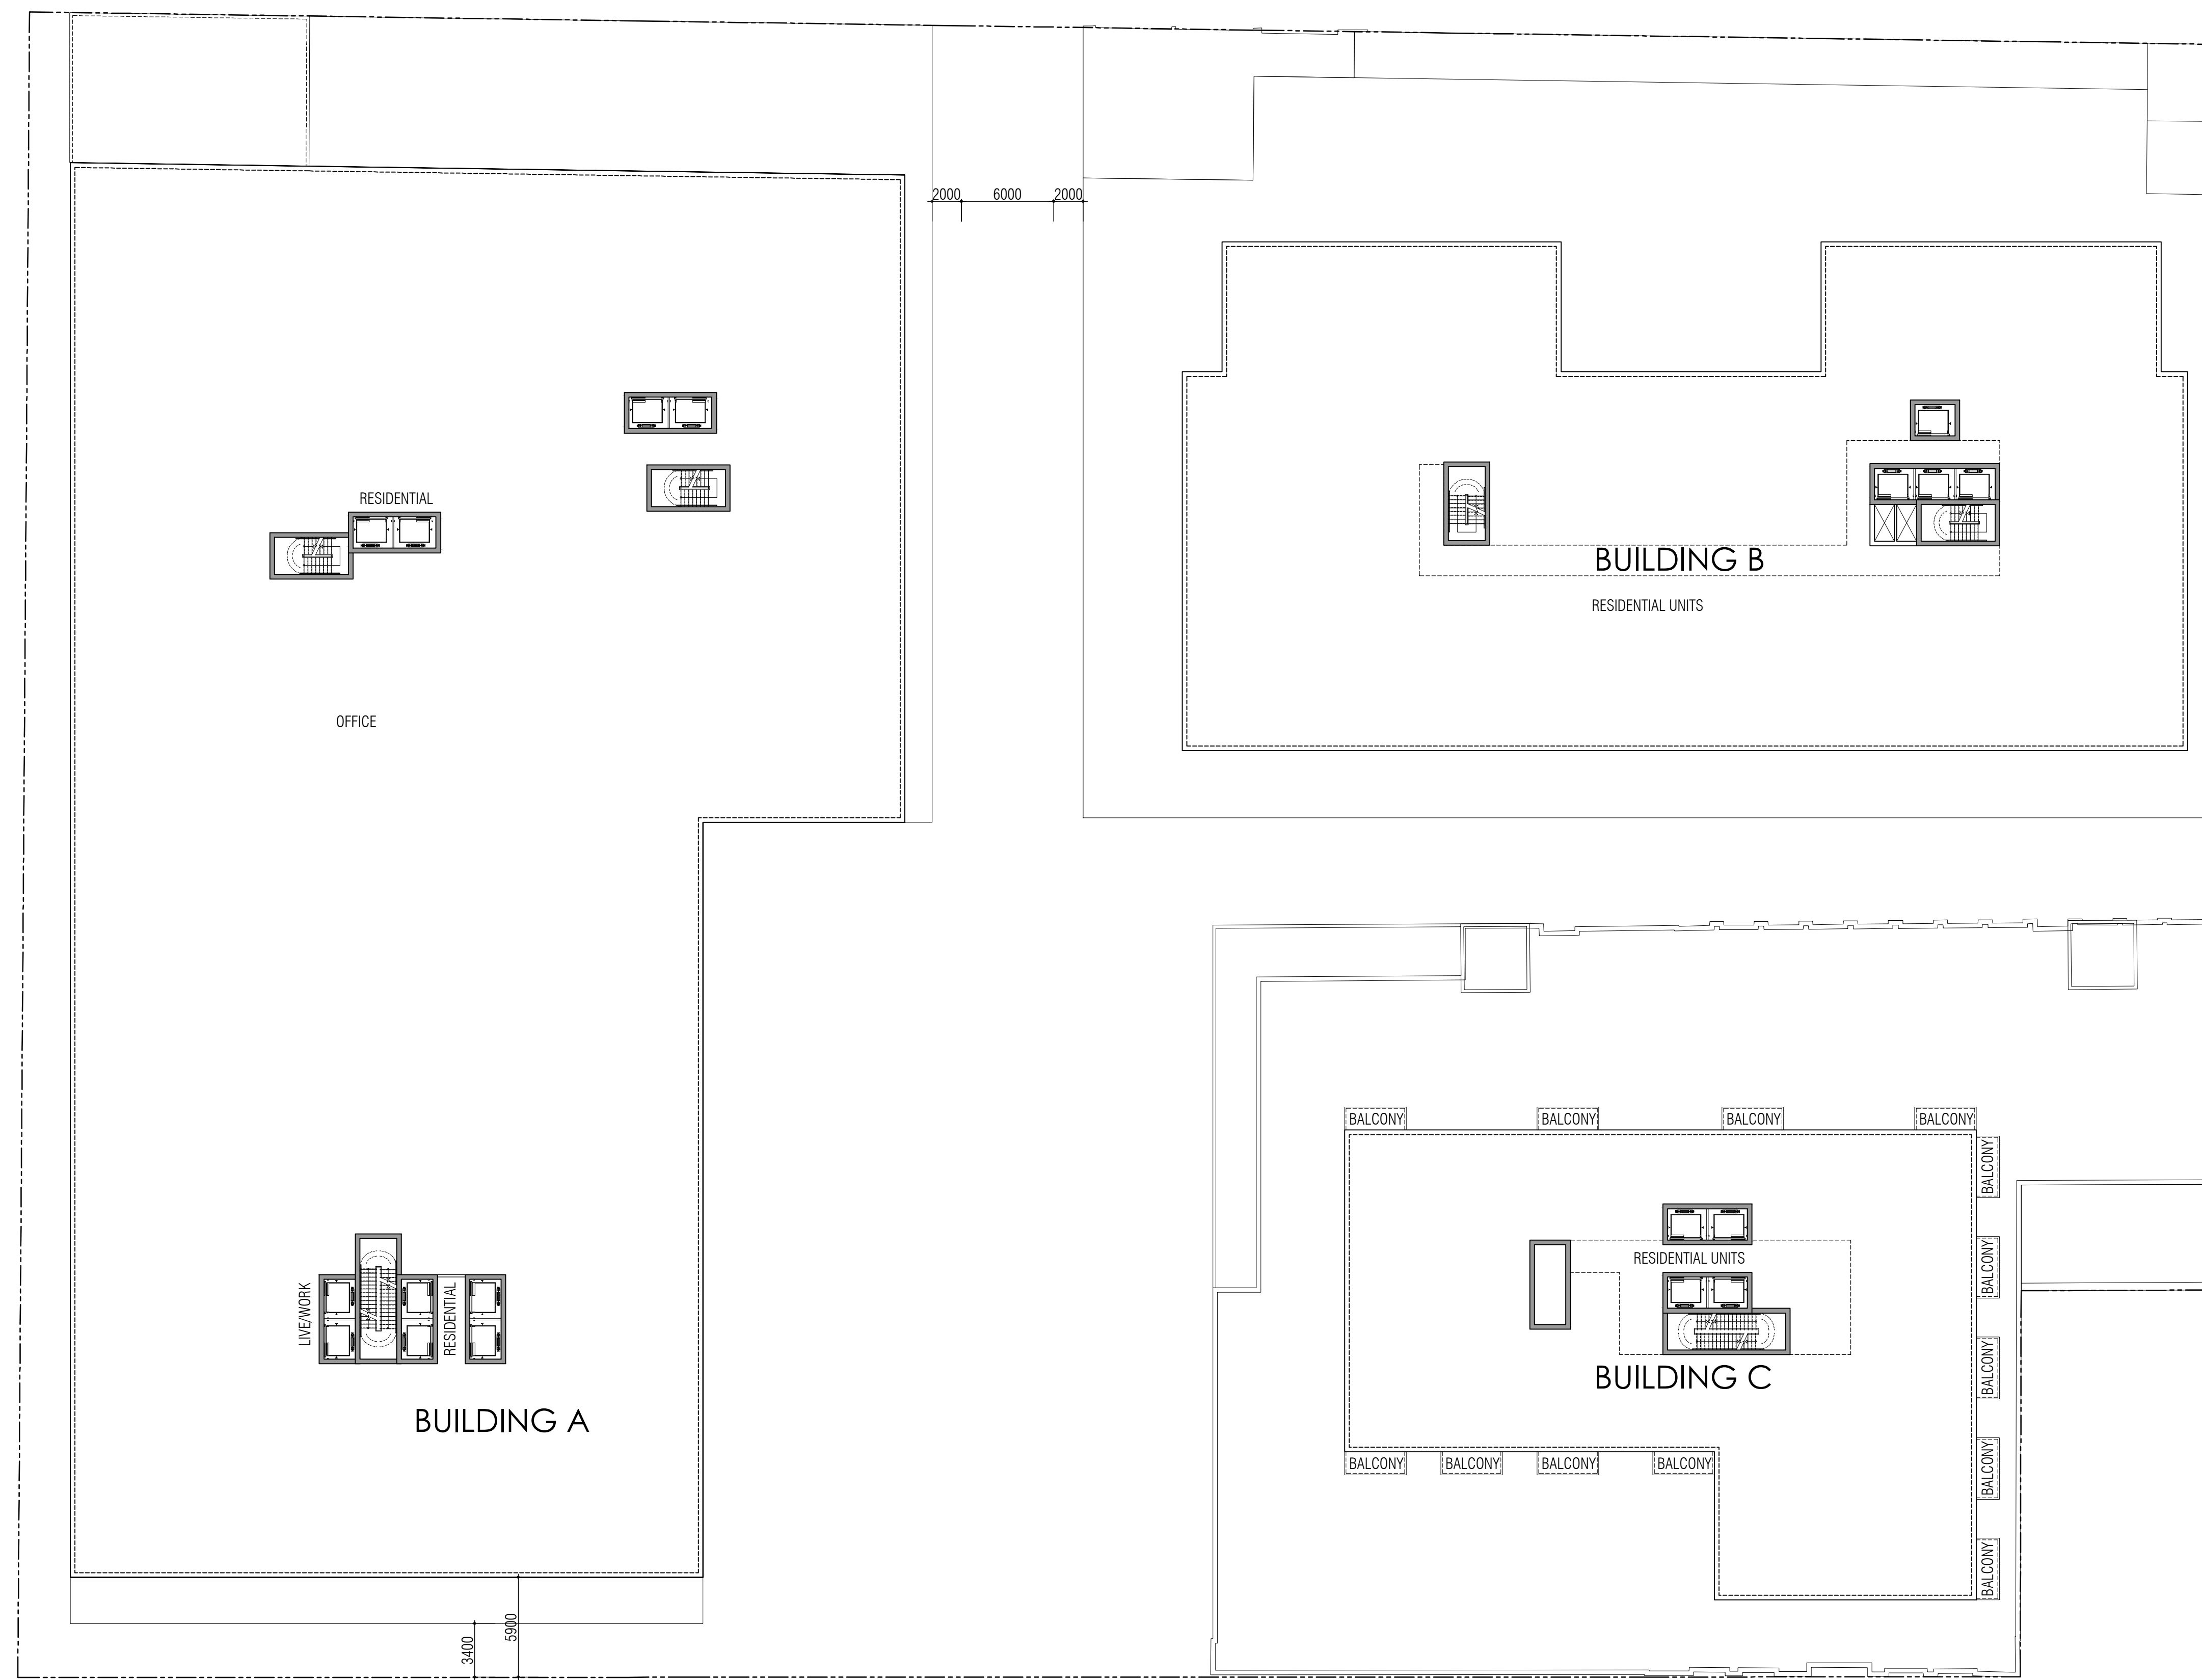 2000
6000
2000
RESIDENTIAL
OFFICE
LIVE/WORK
RESIDENTIAL
BUILDING A
3400
5900
BUILDING B
RESIDENTIAL UNITS
BALCONY
BALCONY
BALCONY
BALCONY
BALCONY
BALCONY
BALCONY
BALCONY
BALCONY
RESIDENTIAL UNITS
BUILDING C
BALCONY
BALCONY
BALCONY
BALCONY